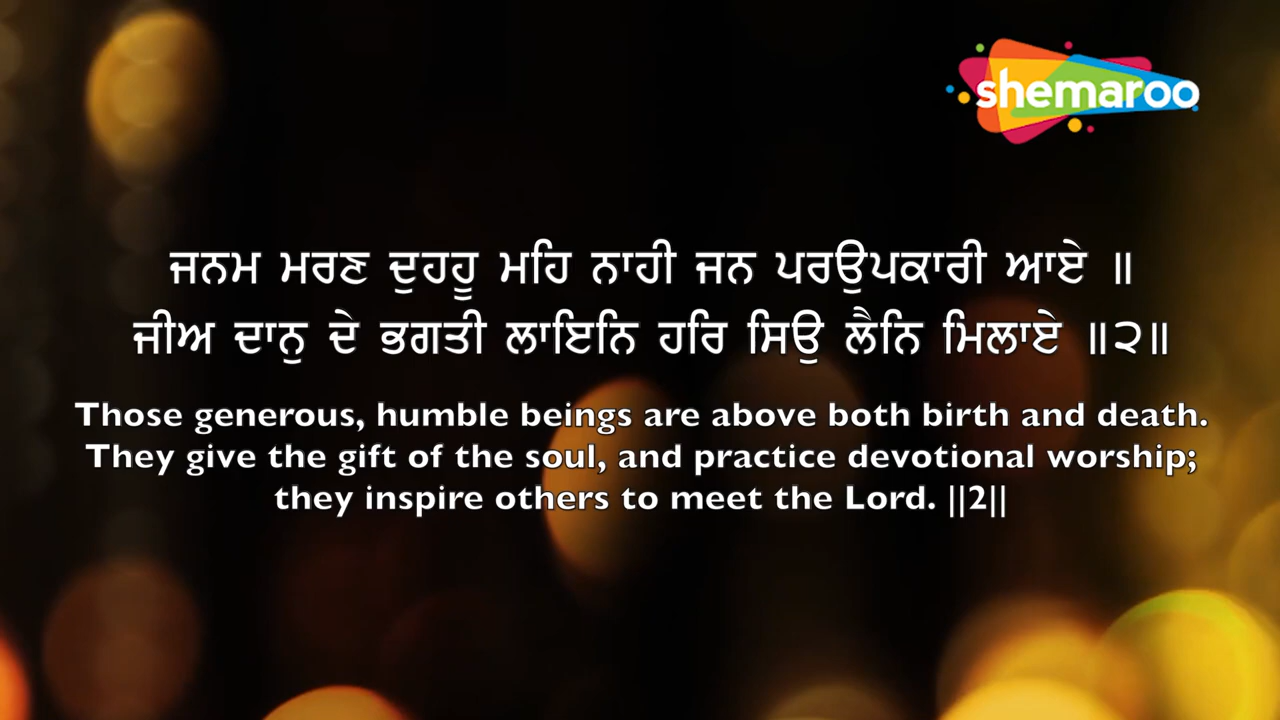 shemaroo
ਜਨਮ ਮਰਣ ਦੁਹਹੂ ਮਹਿ ਨਾਹੀ ਜਨ ਪਰਉਪਕਾਰੀ ਆਏ ॥
ਜੀਅ ਦਾਨੁ ਦੇ ਭਗਤੀ ਲਾਇਨਿ ਹਰਿ ਸਿਉ ਲੈਨਿ ਮਿਲਾਏ ॥੨॥
Those generous, humble beings are above both birth and death.
They give the gift of the soul, and practice devotional worship;
they inspire others to meet the Lord. ||2||